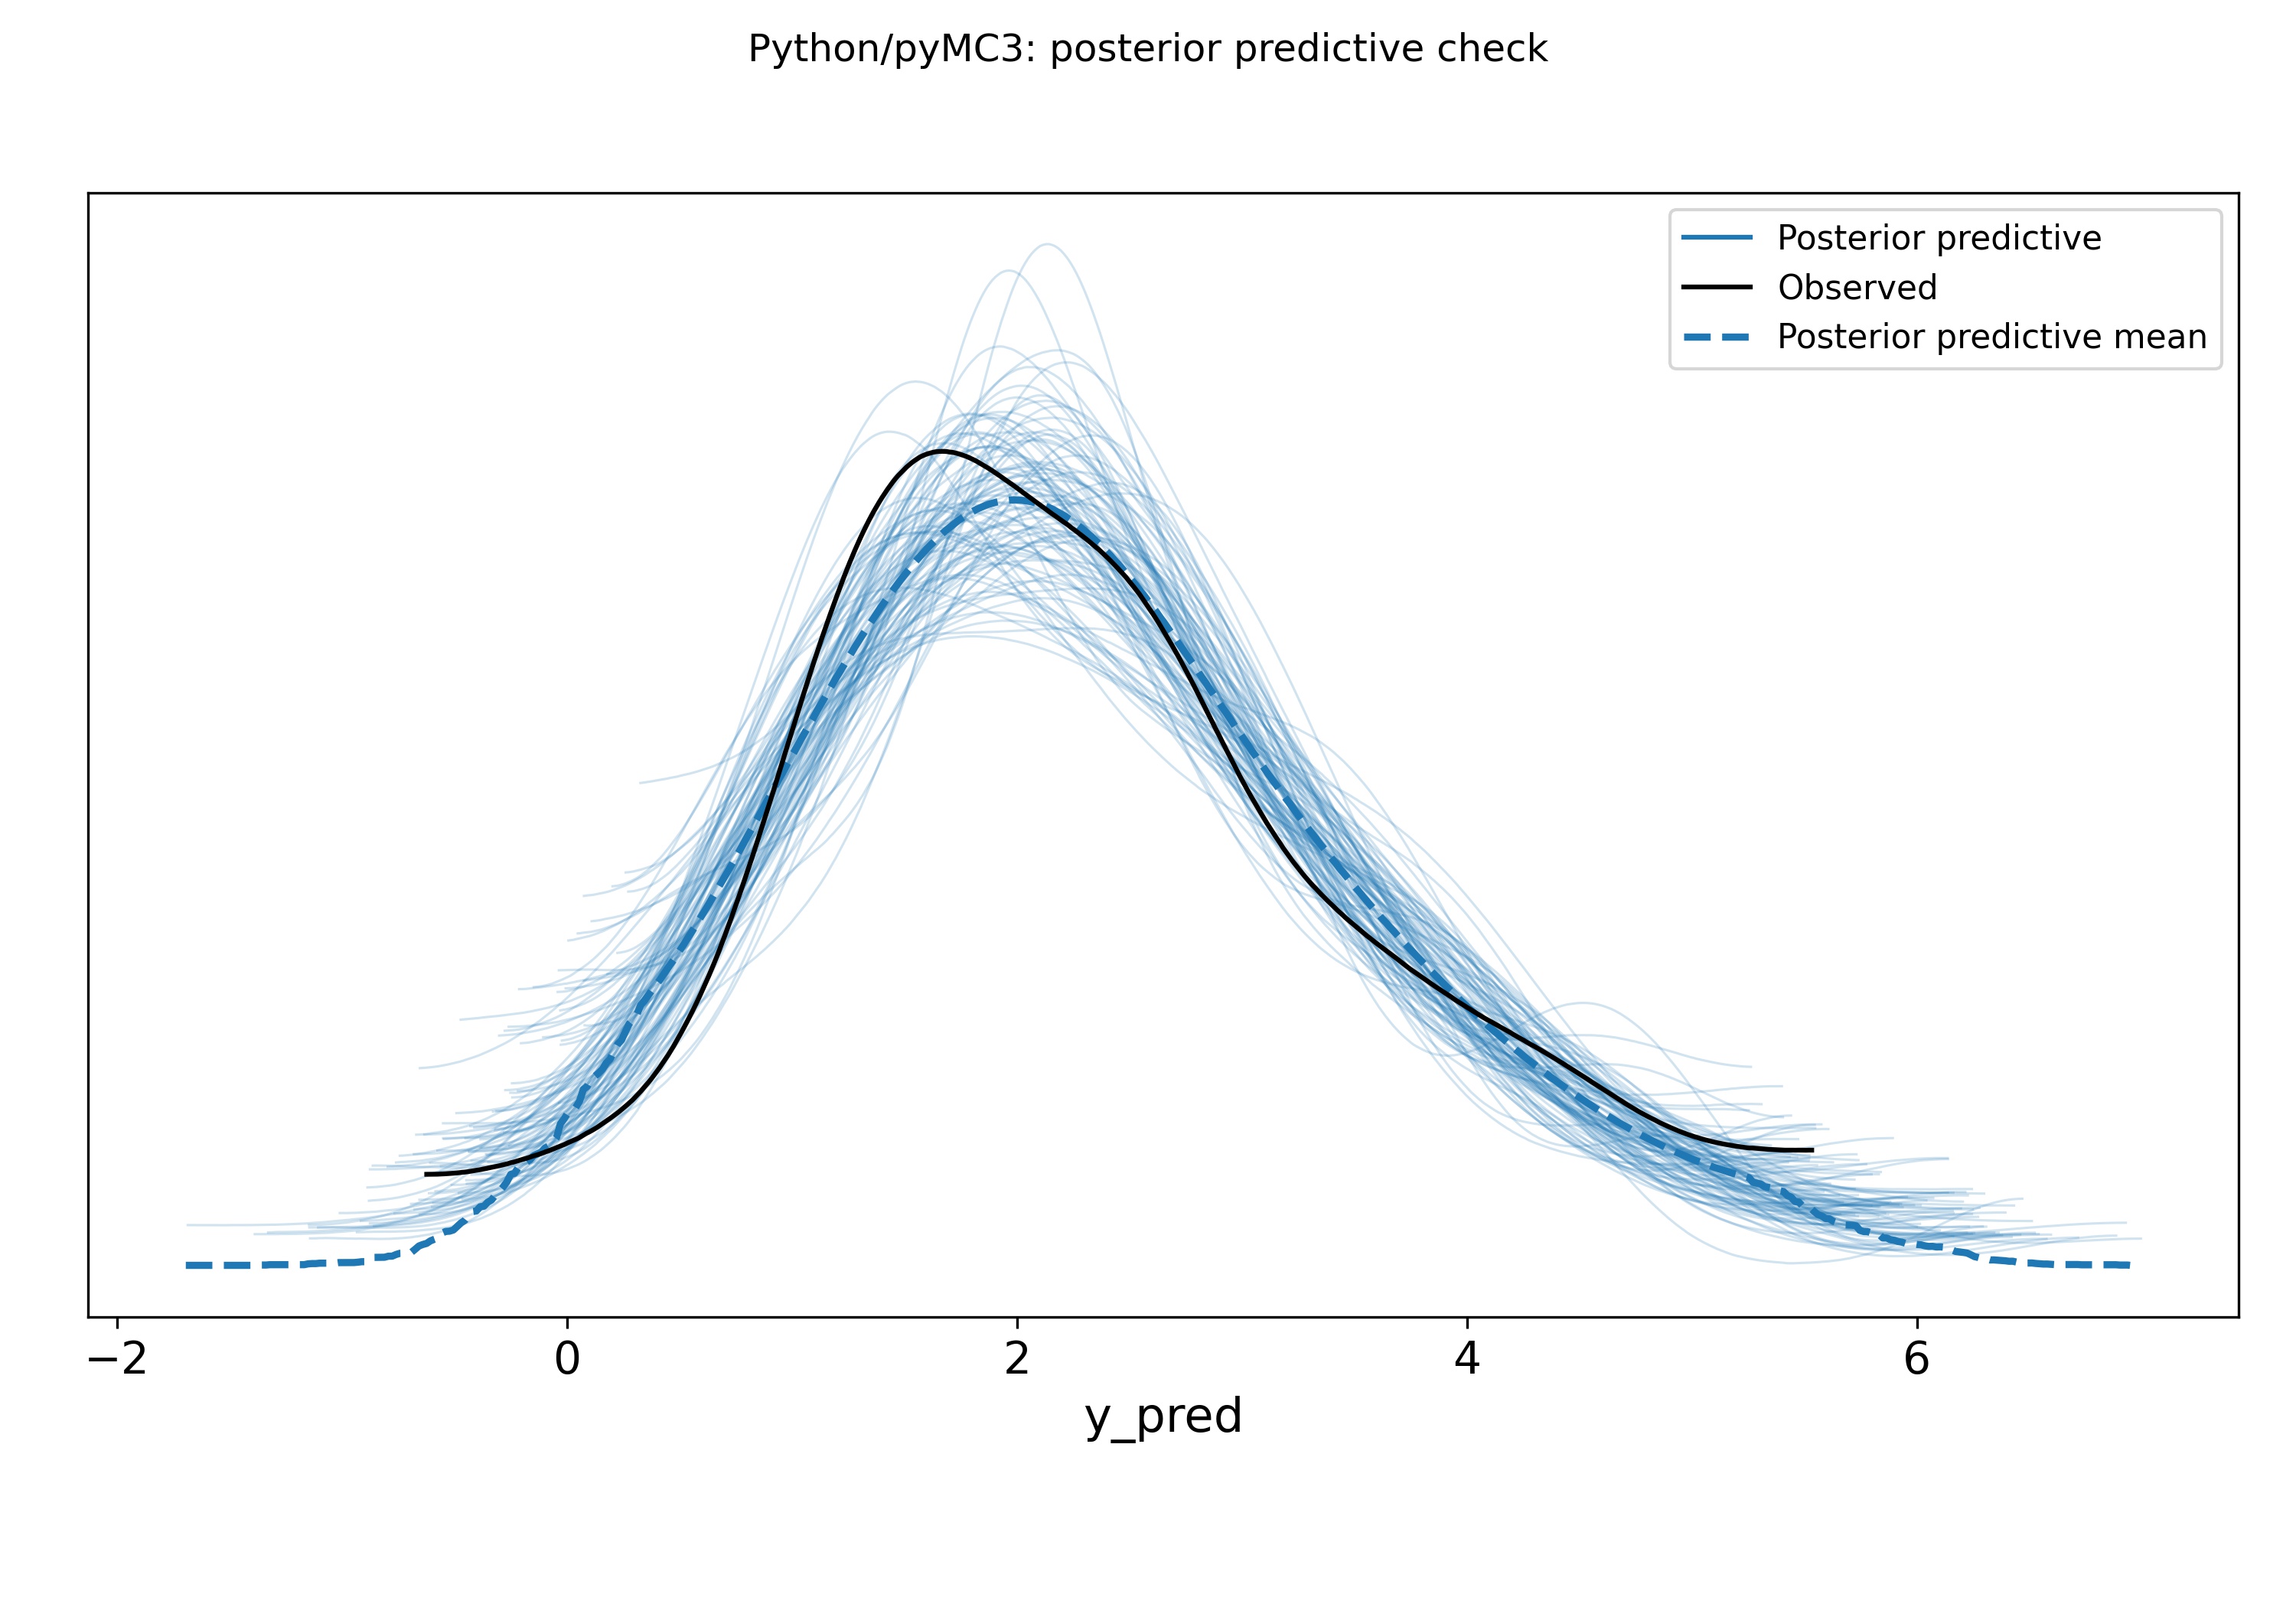 Python/pyMC3: posterior predictive check
Posterior predictive
Observed
Posterior predictive mean
−2 0 2 4 6
y_pred